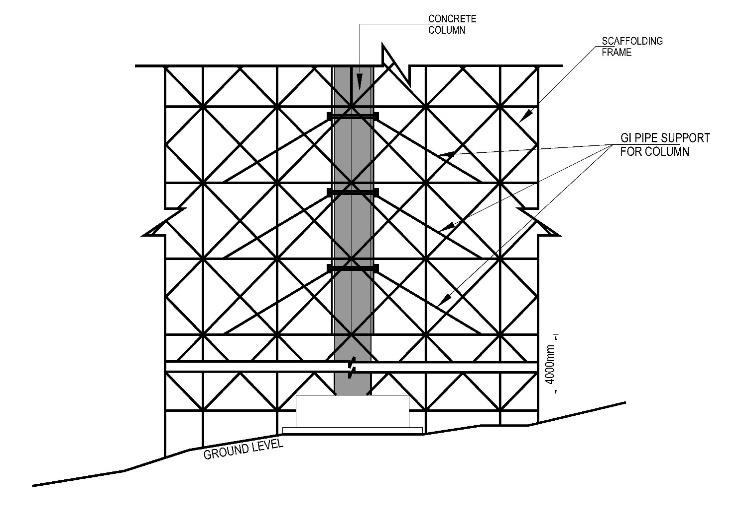 CONCRETE
COLUMN
SCAFFOLDING
FRAME
GI PIPE SUPPORT
FOR COLUMN
4000mm
GROUND LEVEL